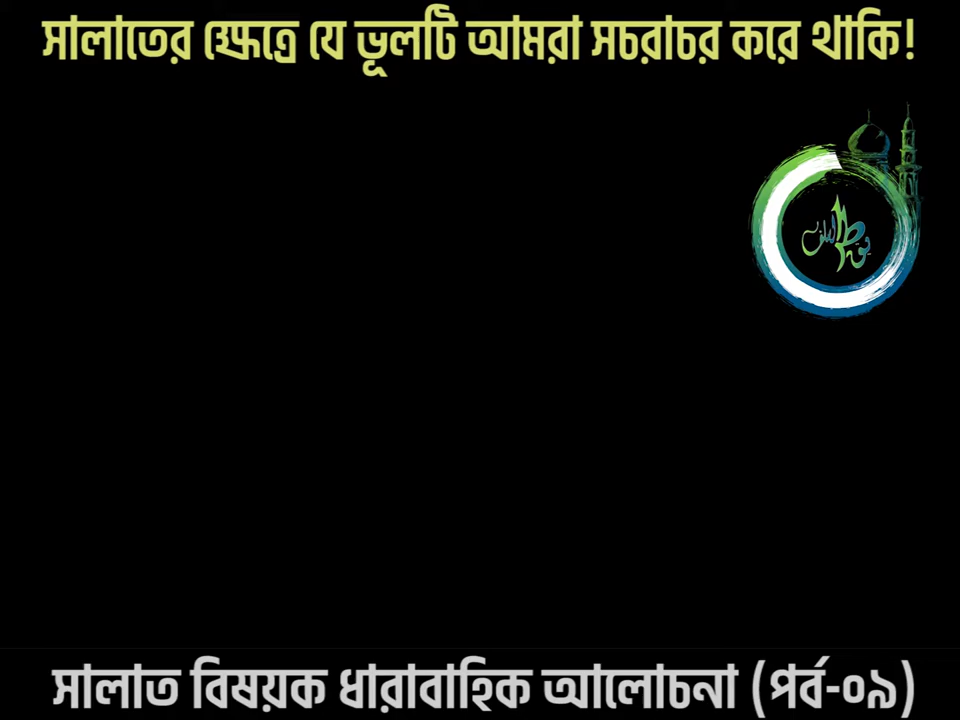 সালাতের ক্ষেত্রে যে ভূলটি আমরা সচরাচর করে থাকি!
সালাত বিষয়ক ধারাবাহিক আলোচনা (পর্ব-০৯)